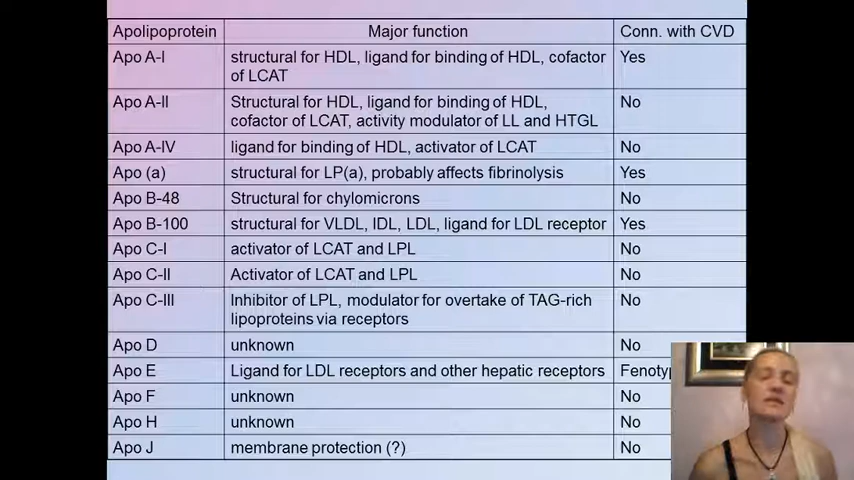 Apolipoprotein Major function Conn. with CVD
Apo A-I structural for HDL, ligand for binding of HDL, cofactor Yes
of LCAT
Apo A-II Structural for HDL, ligand for binding of HDL, No
cofactor of LCAT, activity modulator of LL and HTGL
Apo A-IV ligand for binding of HDL, activator of LCAT No
Apo (a) structural for LP(a), probably affects fibrinolysis Yes
Apo B-48 Structural for chylomicrons No
Apo B-100 structural for VLDL, IDL, LDL, ligand for LDL receptor Yes
Apo C-I activator of LCAT and LPL No
Apo C-II Activator of LCAT and LPL No
Apo C-III Inhibitor of LPL, modulator for overtake of TAG-rich No
lipoproteins via receptors
Apo D unknown No
Apo E Ligand for LDL receptors and other hepatic receptors
Apo F unknown No
Apo H unknown No
Apo J membrane protection (?) No